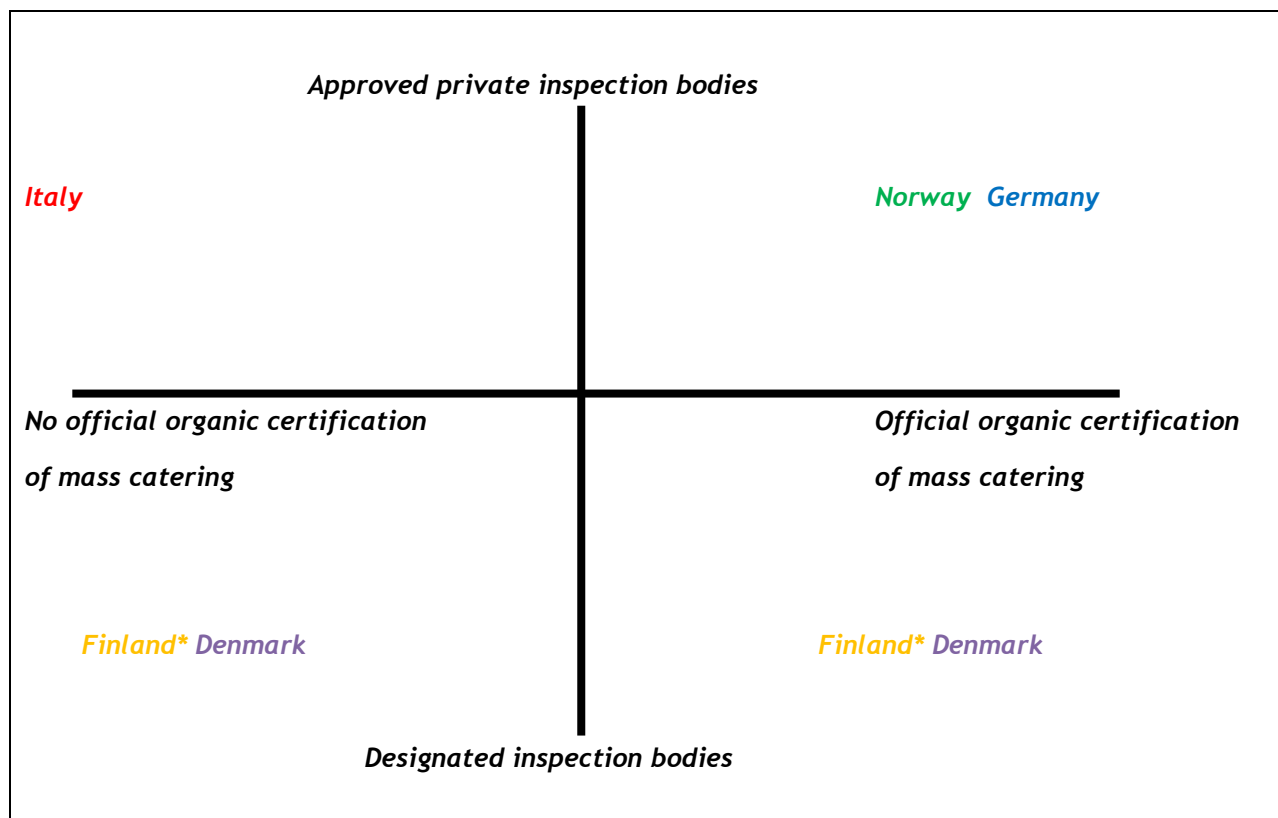 Approved private inspection bodies
Italy
Norway Germany
No official organic certification
of mass catering
Official organic certification
of mass catering
Finland* Denmark
Finland* Denmark
Designated inspection bodies